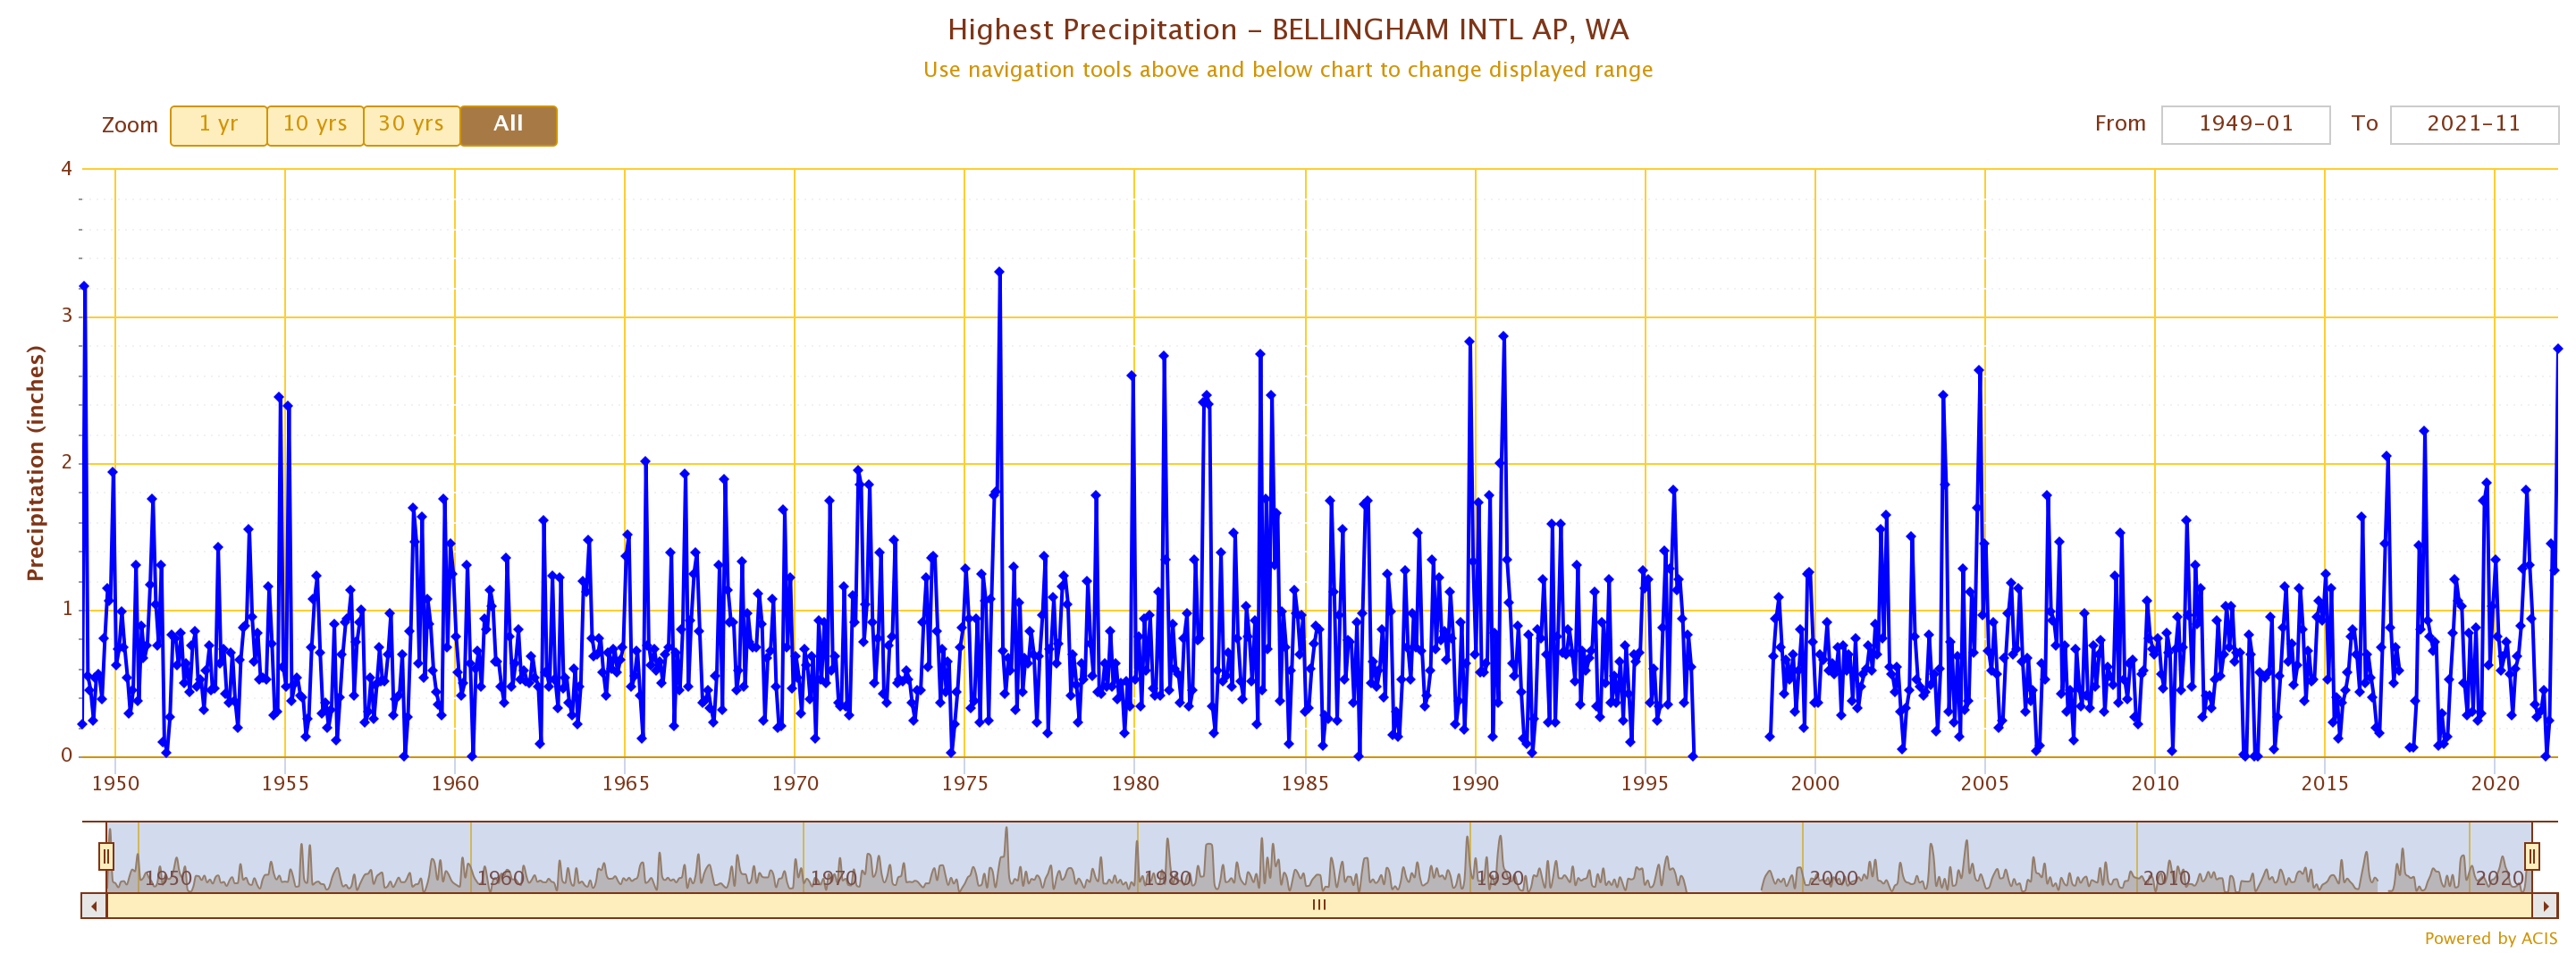 Highest Precipitation – BELLINGHAM INTL AP, WA
Use navigation tools above and below chart to change displayed range
Zoom 1 yr 10 yrs 30 yrs All From 1949-01 To 2021-11
Precipitation (inches)
4
3
2
1
0
1950 1955 1960 1965 1970 1975 1980 1985 1990 1995 2000 2005 2010 2015 2020
1950 1960 1970 1980 1990 2000 2010 2020
Powered by ACIS